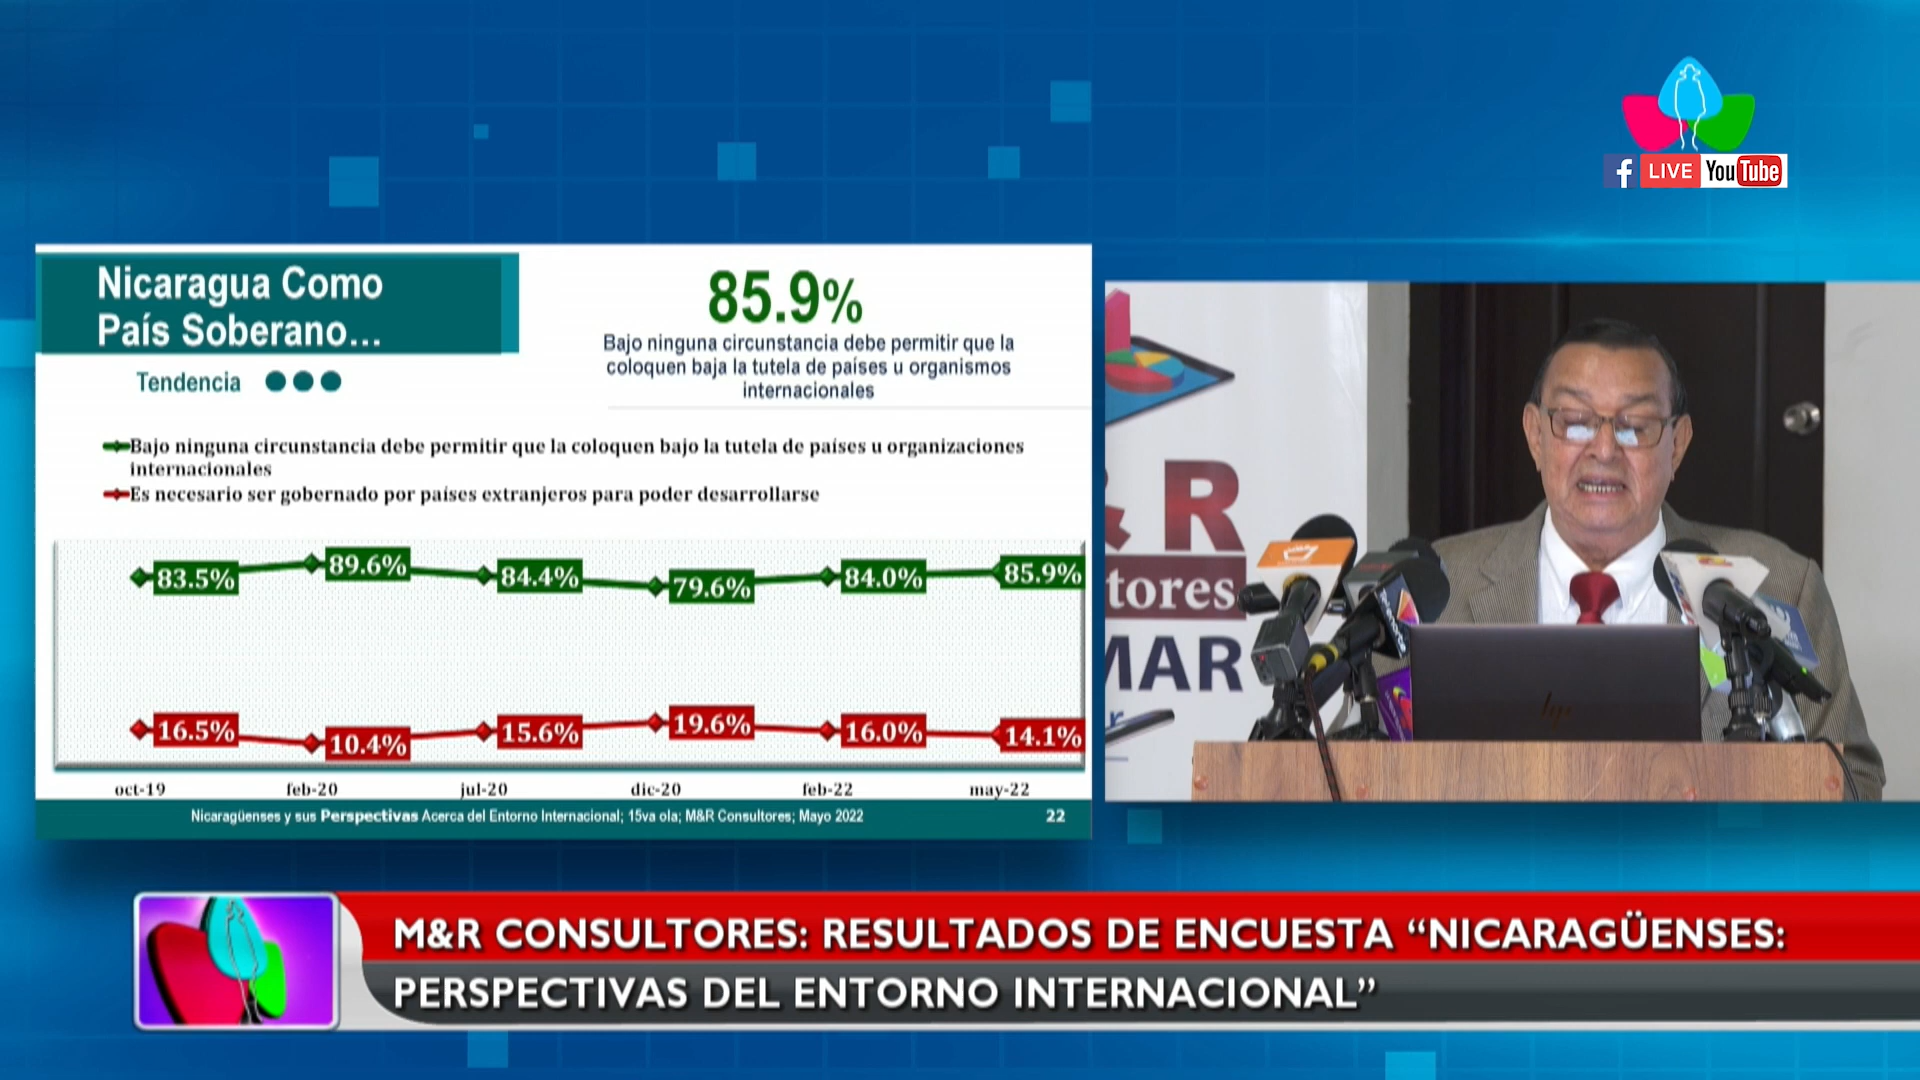 f LIVE YouTube
Nicaragua Como
País Soberano...
Tendencia
85.9%
Bajo ninguna circunstancia debe permitir que la
coloquen baja la tutela de países u organismos
internacionales
Bajo ninguna circunstancia debe permitir que la coloquen bajo la tutela de países u organizaciones
internacionales
Es necesario ser gobernado por países extranjeros para poder desarrollarse
83.5% 89.6% 84.4% 79.6% 84.0% 85.9%
16.5% 10.4% 15.6% 19.6% 16.0% 14.1%
oct-19 feb-20 jul-20 dic-20 feb-22 may-22
Nicaragüenses y sus Perspectivas Acerca del Entorno Internacional; 15va ola; M&R Consultores; Mayo 2022 22
& R
tores
MAR
r
hp
M&R CONSULTORES: RESULTADOS DE ENCUESTA “NICARAGÜENSES:
PERSPECTIVAS DEL ENTORNO INTERNACIONAL”